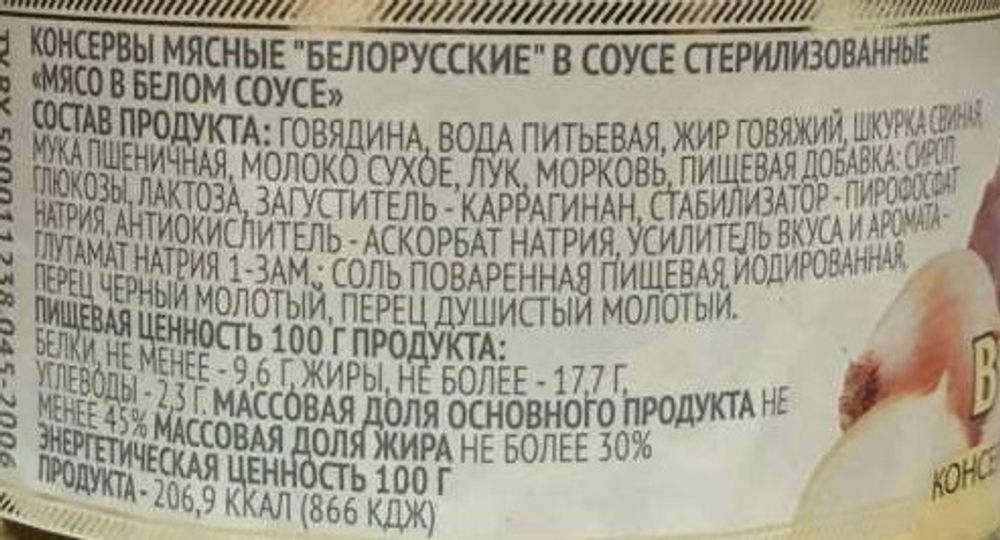 КОНСЕРВЫ МЯСНЫЕ "БЕЛОРУССКИЕ" В СОУСЕ СТЕРИЛИЗОВАННЫЕ
«МЯСО В БЕЛОМ СОУСЕ»
СОСТАВ ПРОДУКТА: ГОВЯДИНА, ВОДА ПИТЬЕВАЯ, ЖИР ГОВЯЖИЙ, ШКУРКА СВИНАЯ,
МУКА ПШЕНИЧНАЯ, МОЛОКО СУХОЕ, ЛУК, МОРКОВЬ, ПИЩЕВАЯ ДОБАВКА: СИРОП
ГЛЮКОЗЫ, ЛАКТОЗА, ЗАГУСТИТЕЛЬ - КАРРАГИНАН, СТАБИЛИЗАТОР - ПИРОФОСФАТ
НАТРИЯ, АНТИОКИСЛИТЕЛЬ - АСКОРБАТ НАТРИЯ, УСИЛИТЕЛЬ ВКУСА И АРОМАТА -
ГЛУТАМАТ НАТРИЯ 1-ЗАМ.; СОЛЬ ПОВАРЕННАЯ ПИЩЕВАЯ ЙОДИРОВАННАЯ,
ПЕРЕЦ ЧЕРНЫЙ МОЛОТЫЙ, ПЕРЕЦ ДУШИСТЫЙ МОЛОТЫЙ.
ПИЩЕВАЯ ЦЕННОСТЬ 100 Г ПРОДУКТА:
БЕЛКИ, НЕ МЕНЕЕ - 9,6 Г, ЖИРЫ, НЕ БОЛЕЕ - 17,7 Г,
УГЛЕВОДЫ - 2,3 Г. МАССОВАЯ ДОЛЯ ОСНОВНОГО ПРОДУКТА НЕ
МЕНЕЕ 45% МАССОВАЯ ДОЛЯ ЖИРА НЕ БОЛЕЕ 30%
ЭНЕРГЕТИЧЕСКАЯ ЦЕННОСТЬ 100 Г
ПРОДУКТА - 206,9 ККАЛ (866 КДЖ)
ТУ BY 500011238.045-2006
КОНСЕ